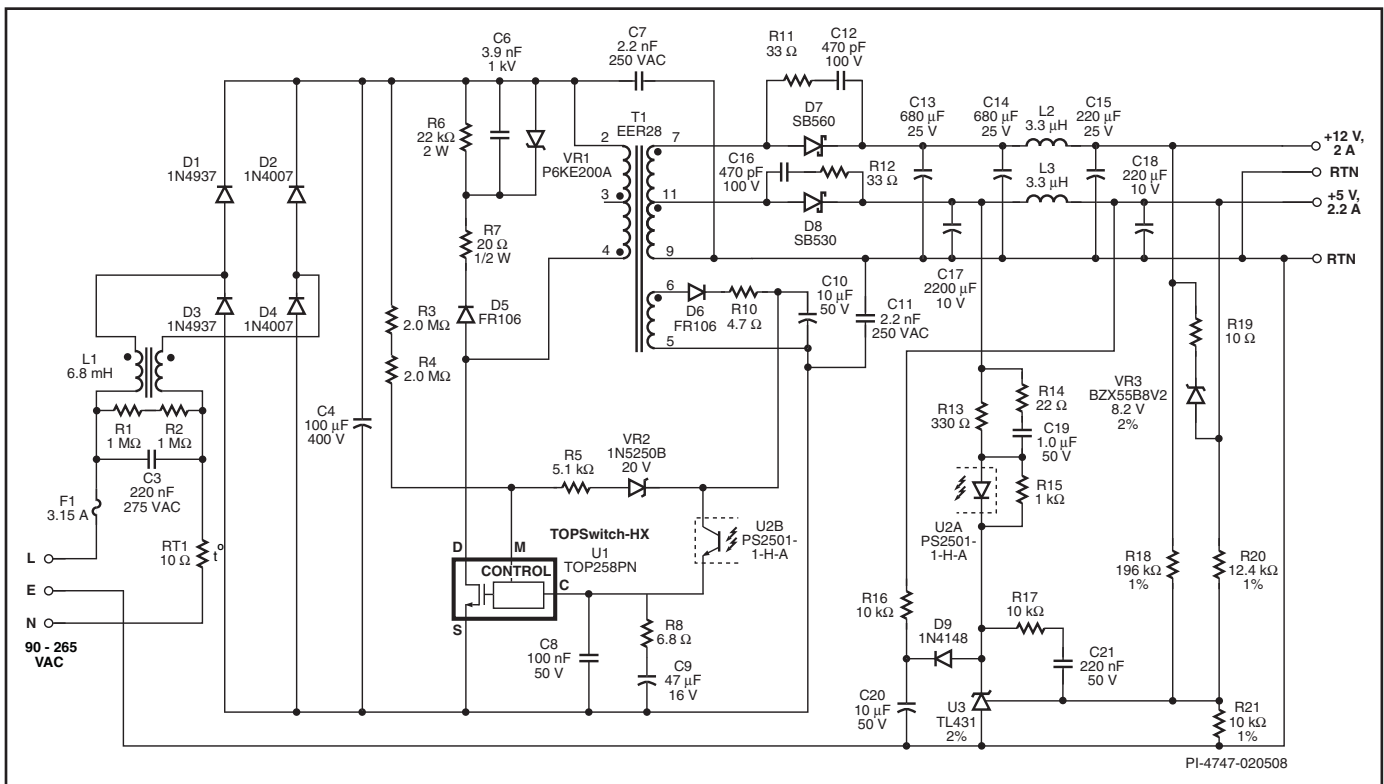 C6
3.9 nF
1 kV
C7
2.2 nF
250 VAC
R11
33 Ω
C12
470 pF
100 V
D7
SB560
C13
680 µF
25 V
C14
680 µF
25 V
L2
3.3 µH
C15
220 µF
25 V
+12 V,
2 A
RTN
+5 V,
2.2 A
RTN
R6
22 kΩ
2 W
VR1
P6KE200A
T1
EER28
2
3
4
7
11
9
6
5
C16
470 pF
100 V
R12
33 Ω
D8
SB530
L3
3.3 µH
C18
220 µF
10 V
D1
1N4937
D2
1N4007
D3
1N4937
D4
1N4007
R7
20 Ω
1/2 W
D5
FR106
D6
FR106
R10
4.7 Ω
C10
10 µF
50 V
C11
2.2 nF
250 VAC
C17
2200 µF
10 V
R3
2.0 MΩ
R4
2.0 MΩ
L1
6.8 mH
R1
1 MΩ
R2
1 MΩ
C3
220 nF
275 VAC
C4
100 µF
400 V
F1
3.15 A
RT1
10 Ω
t°
L
E
N
90 - 265
VAC
R13
330 Ω
R14
22 Ω
C19
1.0 µF
50 V
R15
1 kΩ
U2A
PS2501-
1-H-A
R19
10 Ω
VR3
BZX55B8V2
8.2 V
2%
R5
5.1 kΩ
VR2
1N5250B
20 V
U2B
PS2501-
1-H-A
TOPSwitch-HX
U1
TOP258PN
D
M
CONTROL
C
S
R8
6.8 Ω
C8
100 nF
50 V
C9
47 µF
16 V
R16
10 kΩ
D9
1N4148
R17
10 kΩ
C21
220 nF
50 V
R18
196 kΩ
1%
R20
12.4 kΩ
1%
C20
10 µF
50 V
U3
TL431
2%
R21
10 kΩ
1%
PI-4747-020508